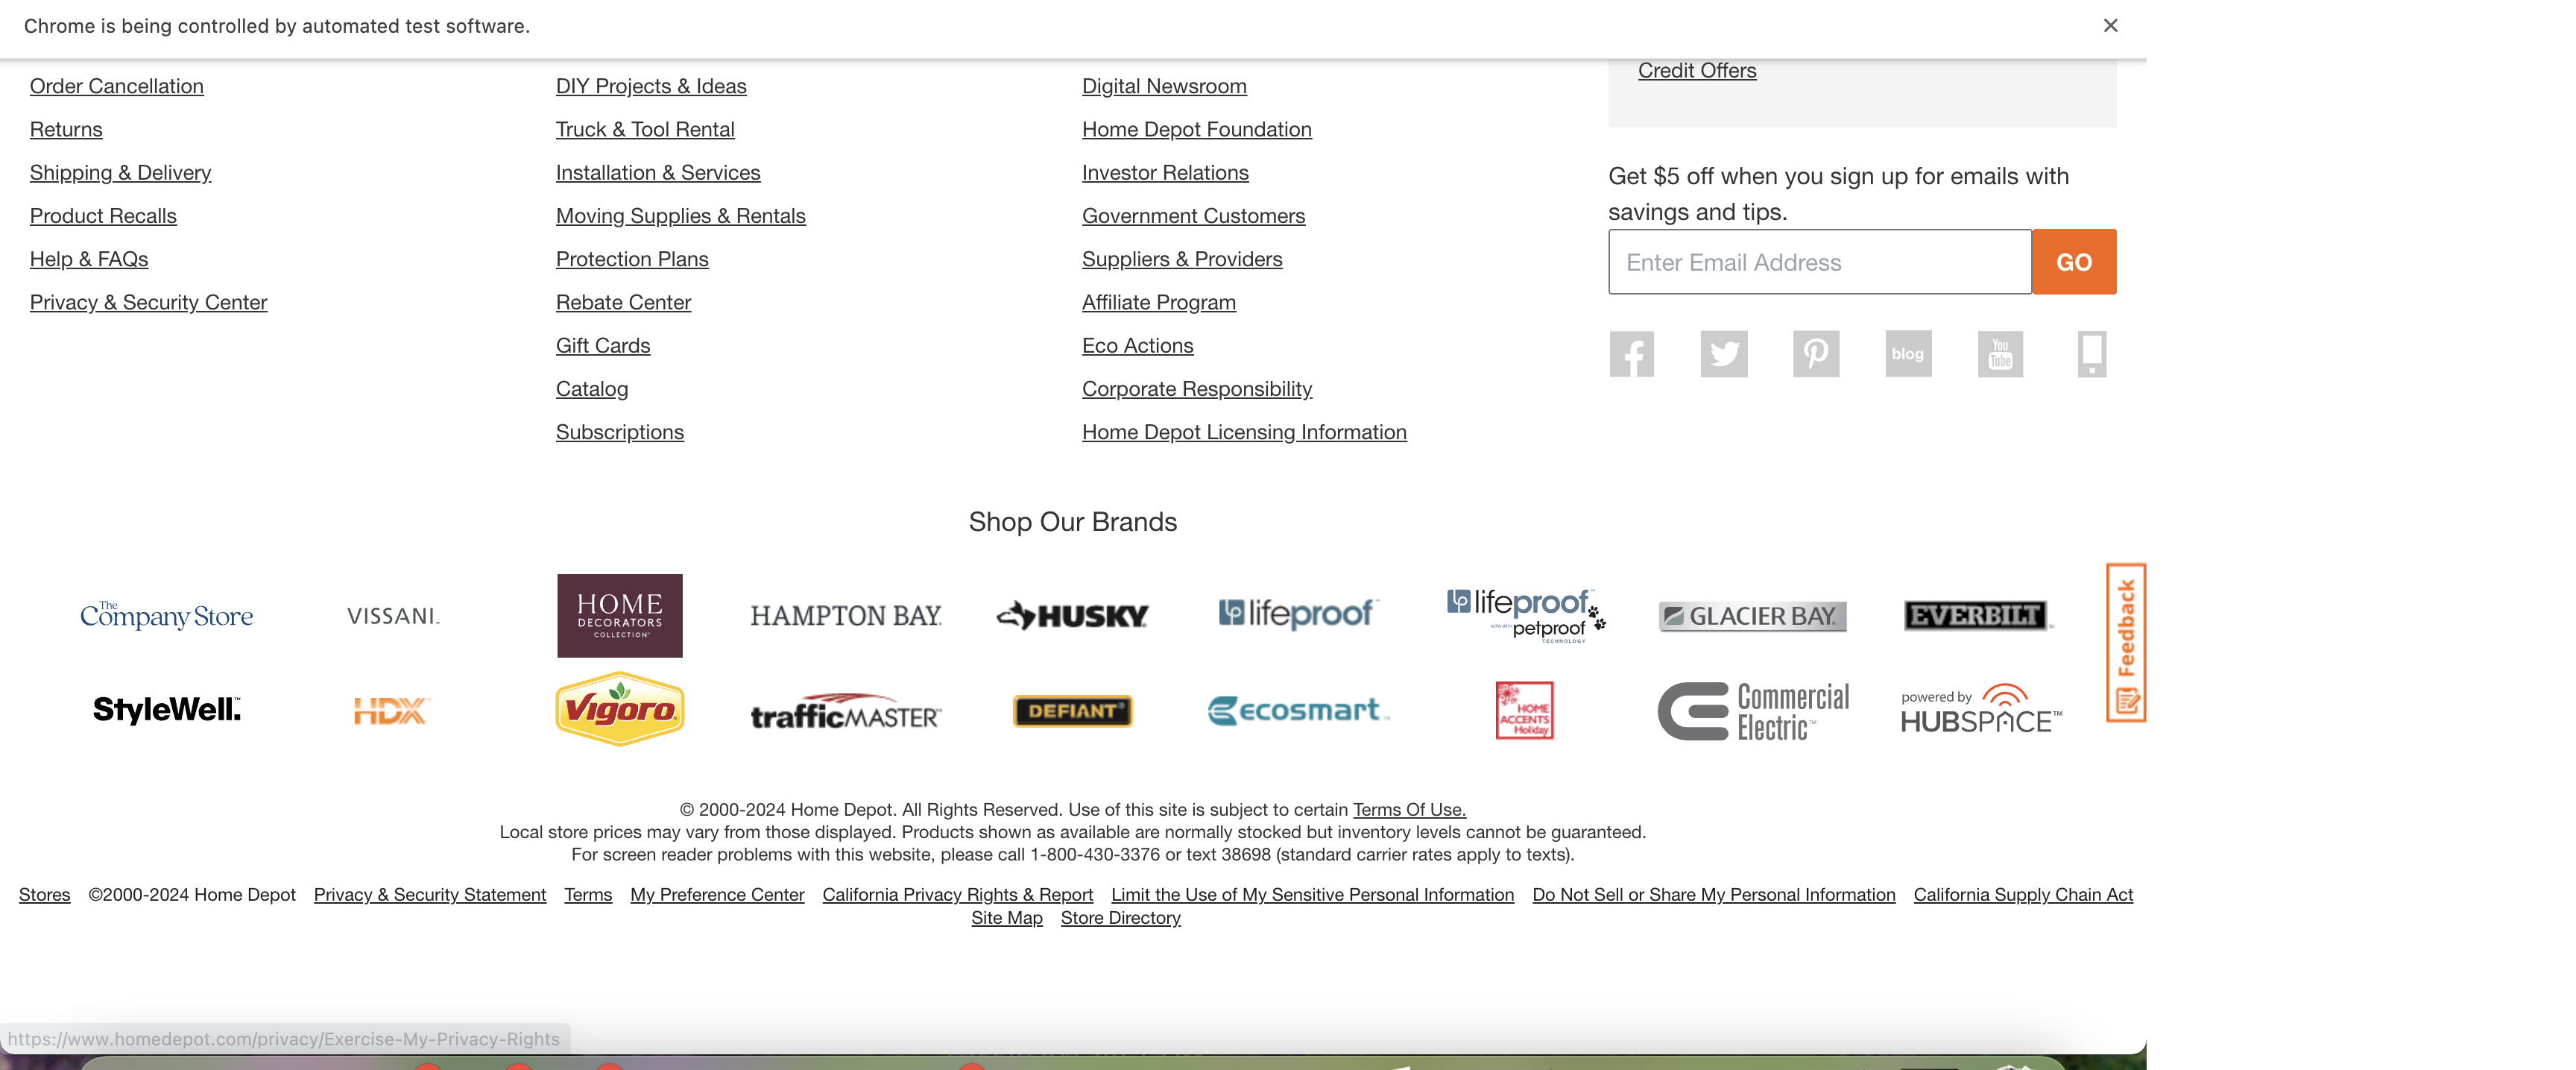 Chrome is being controlled by automated test software.
Order Cancellation
Returns
Shipping & Delivery
Product Recalls
Help & FAQs
Privacy & Security Center
DIY Projects & Ideas
Truck & Tool Rental
Installation & Services
Moving Supplies & Rentals
Protection Plans
Rebate Center
Gift Cards
Catalog
Subscriptions
Digital Newsroom
Home Depot Foundation
Investor Relations
Government Customers
Suppliers & Providers
Affiliate Program
Eco Actions
Corporate Responsibility
Home Depot Licensing Information
Credit Offers
Get $5 off when you sign up for emails with
savings and tips.
Enter Email Address
GO
blog
You
Tube
Shop Our Brands
The
Company Store
VISSANI
HOME
DECORATORS
COLLECTION
HAMPTON BAY
HUSKY
lifeproof
lifeproof
petproof
TECHNOLOGY
GLACIER BAY
EVERBILT
StyleWell
HDX
Vigoro
trafficMASTER
DEFIANT
ecosmart
HOME
ACCENTS
Holiday
Commercial
Electric
powered by
HUBSPACE™
Feedback
© 2000-2024 Home Depot. All Rights Reserved. Use of this site is subject to certain Terms Of Use.
Local store prices may vary from those displayed. Products shown as available are normally stocked but inventory levels cannot be guaranteed.
For screen reader problems with this website, please call 1-800-430-3376 or text 38698 (standard carrier rates apply to texts).
Stores ©2000-2024 Home Depot Privacy & Security Statement Terms My Preference Center California Privacy Rights & Report Limit the Use of My Sensitive Personal Information Do Not Sell or Share My Personal Information California Supply Chain Act
Site Map Store Directory
https://www.homedepot.com/privacy/Exercise-My-Privacy-Rights